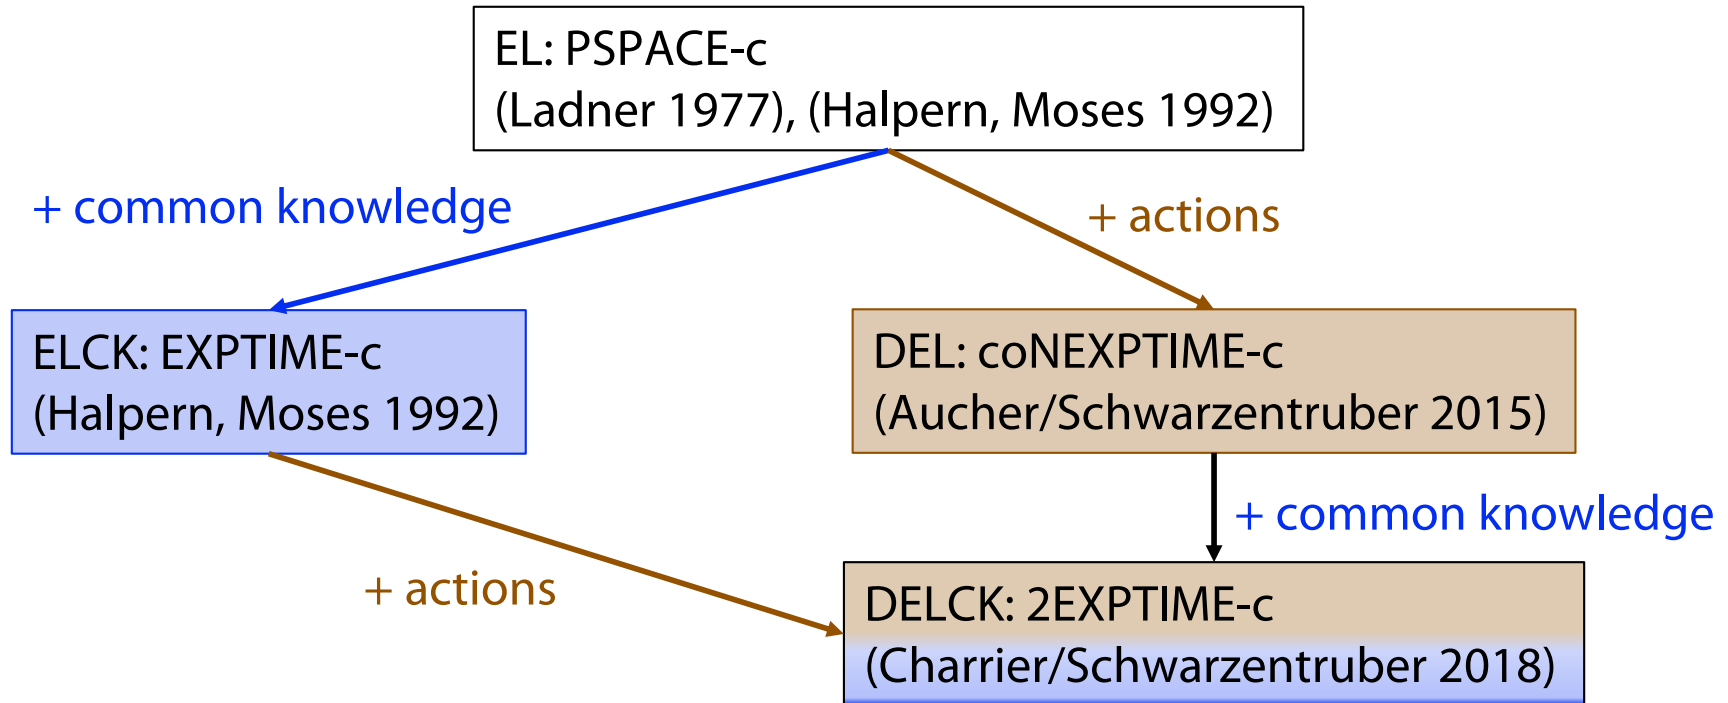 EL: PSPACE-c
(Ladner 1977), (Halpern, Moses 1992)
+ common knowledge
+ actions
ELCK: EXPTIME-c
(Halpern, Moses 1992)
DEL: coNEXPTIME-c
(Aucher/Schwarzentruber 2015)
+ common knowledge
+ actions
DELCK: 2EXPTIME-c
(Charrier/Schwarzentruber 2018)